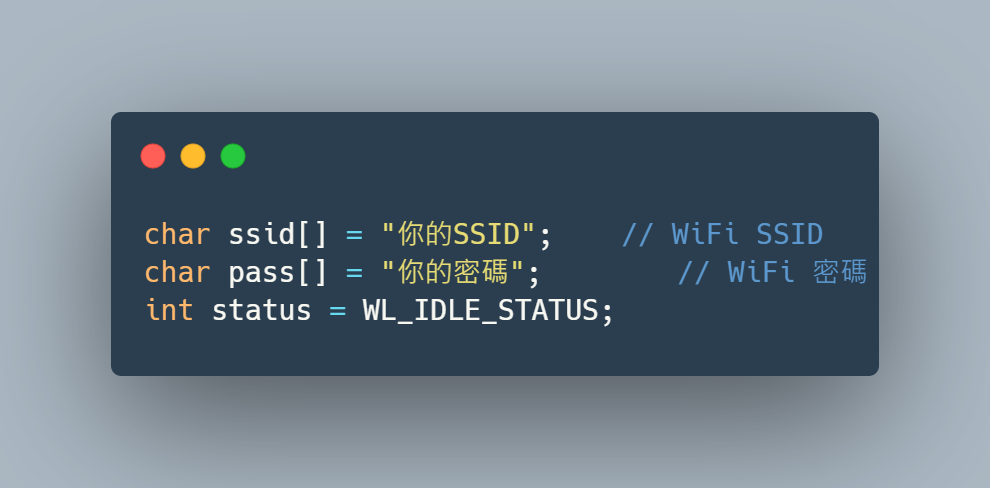 char ssid[] = "你的SSID";    // WiFi SSID
char pass[] = "你的密碼";        // WiFi 密碼
int status = WL_IDLE_STATUS;